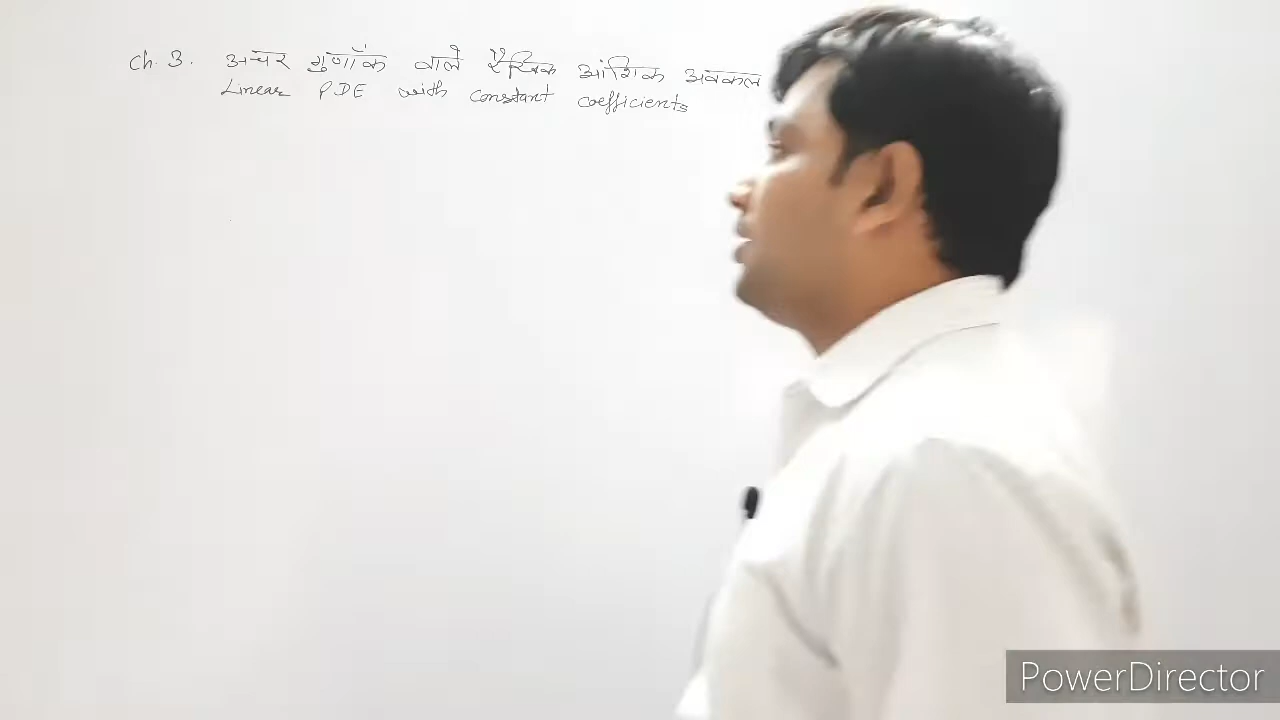 ch. 3. अचर गुणांक वाले रैखिक आंशिक अवकल
Linear PDE with constant coefficients
PowerDirector